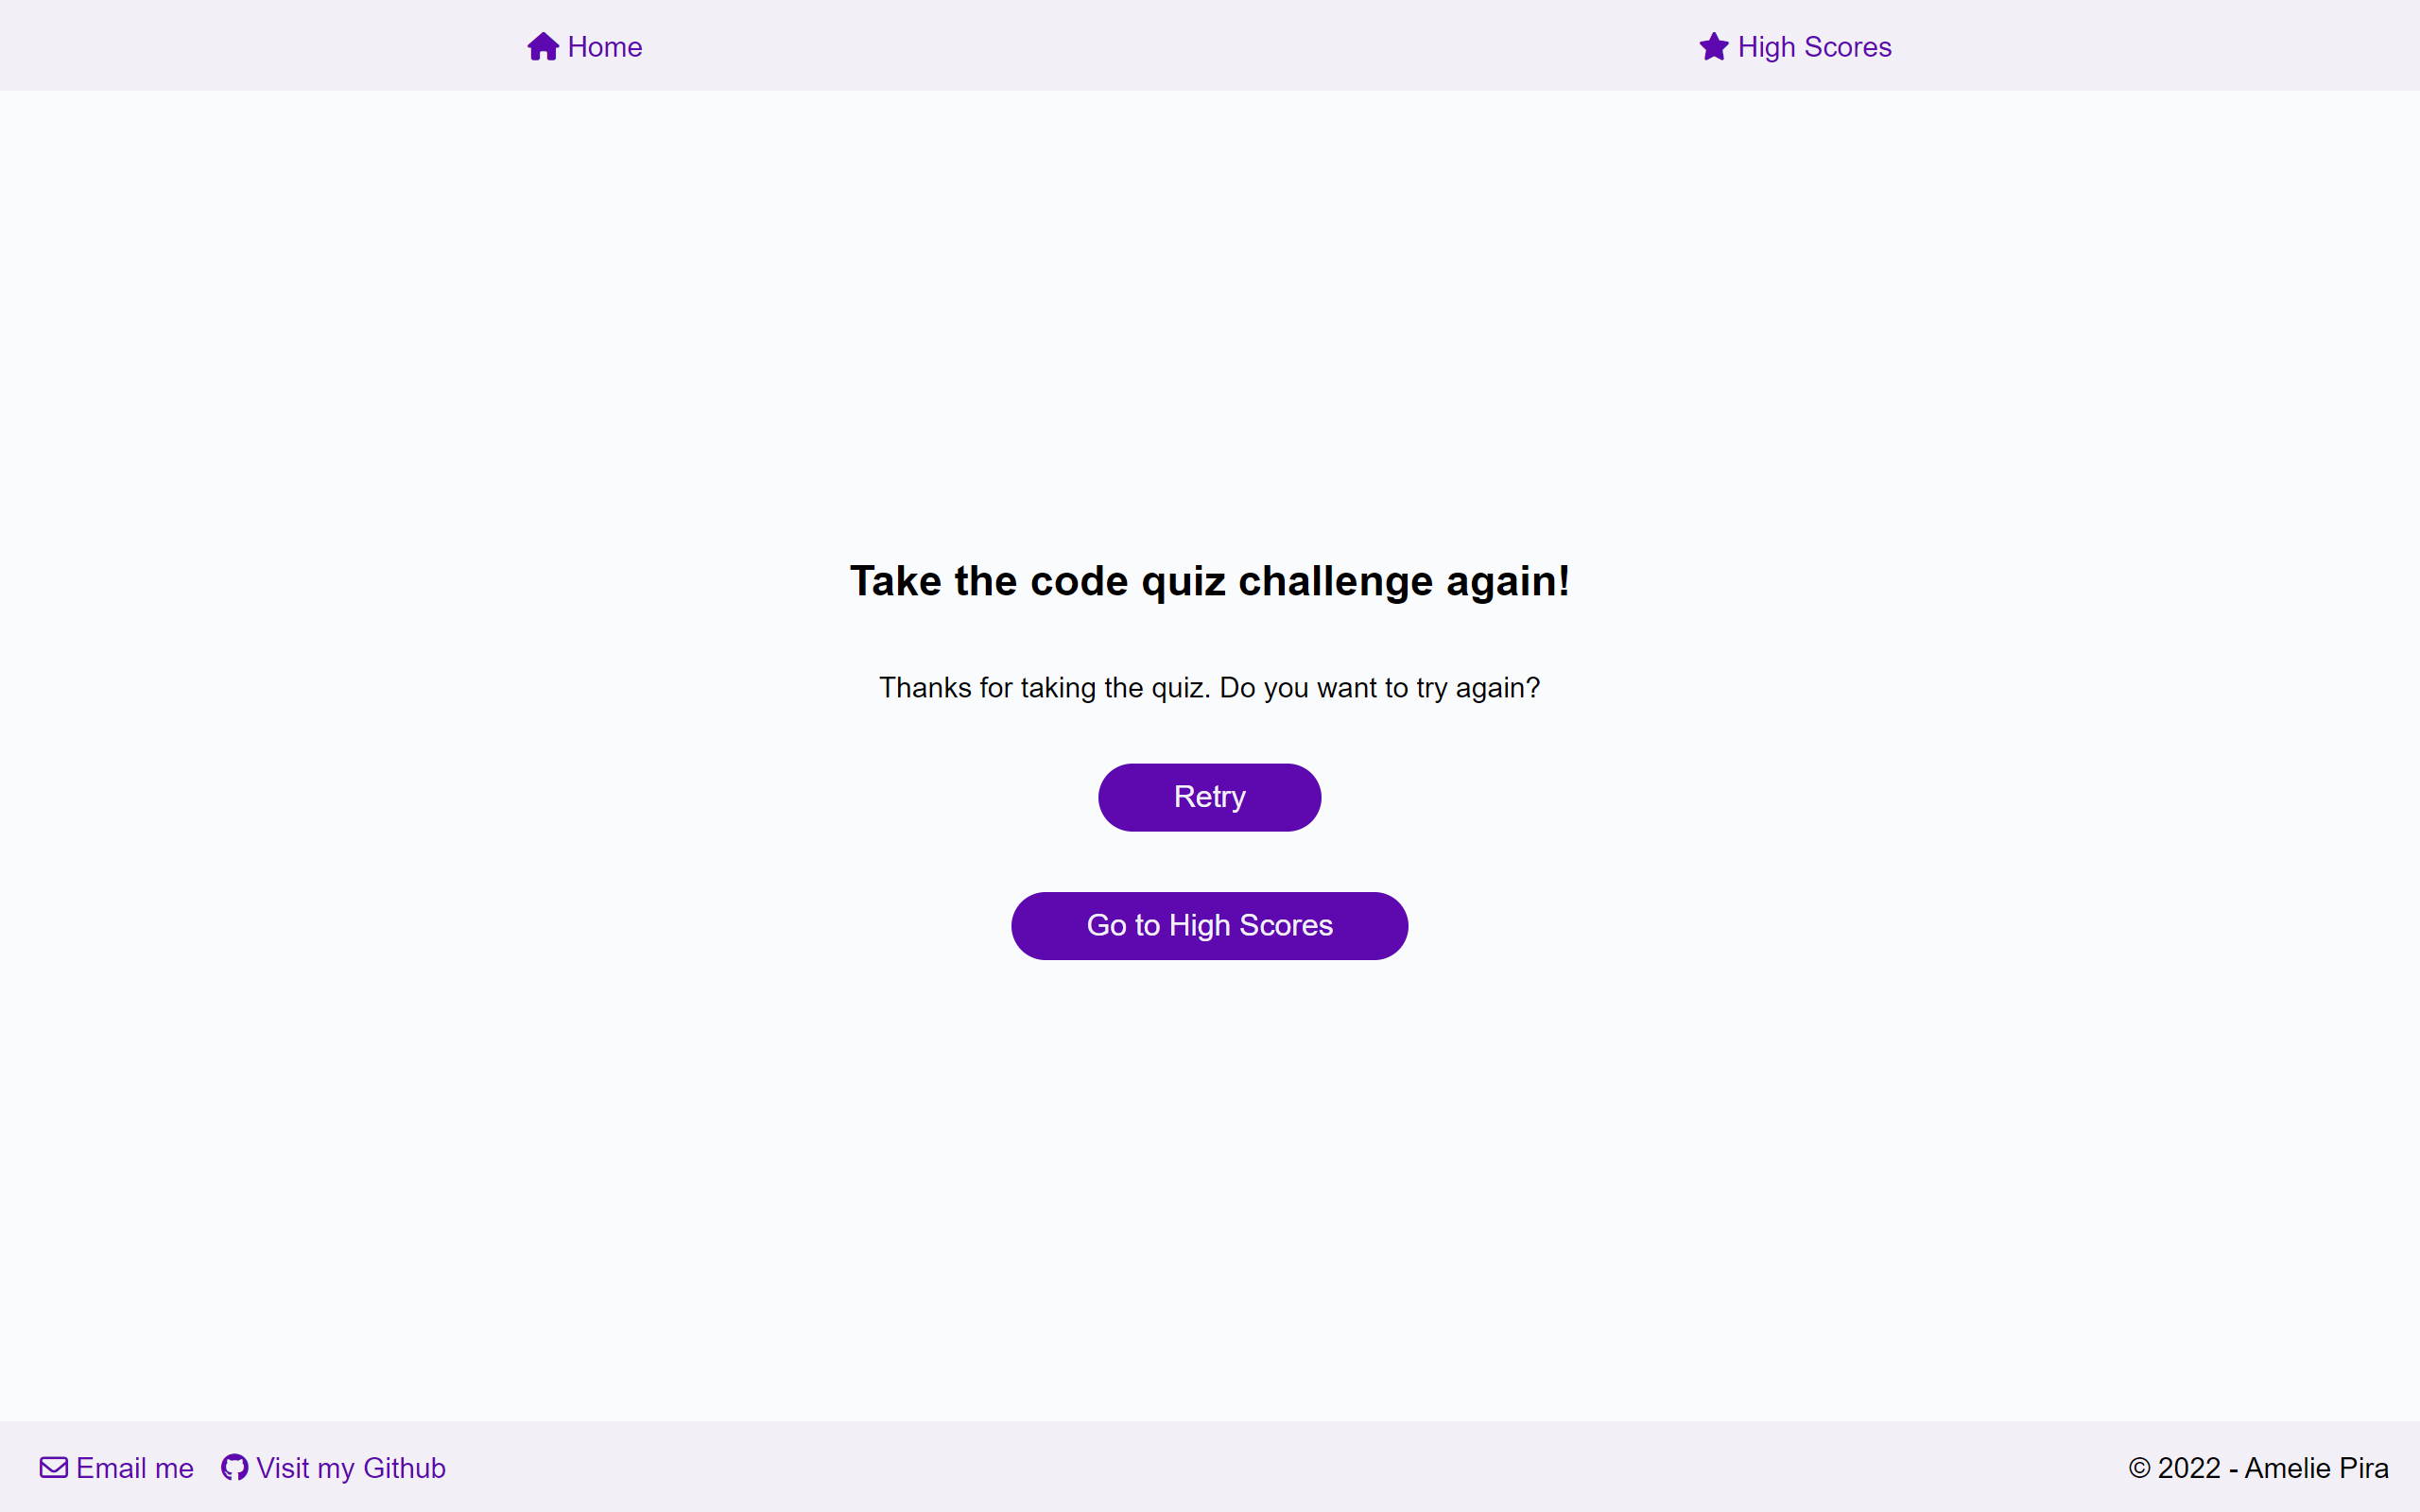 Home
High Scores
Take the code quiz challenge again!
Thanks for taking the quiz. Do you want to try again?
Retry
Go to High Scores
Email me
Visit my Github
© 2022 - Amelie Pira